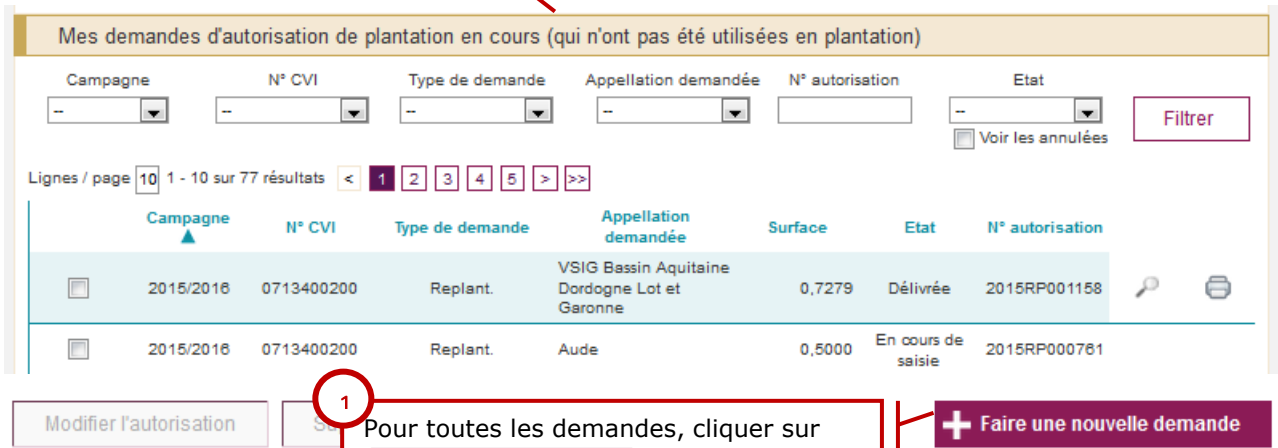 Mes demandes d'autorisation de plantation en cours (qui n'ont pas été utilisées en plantation)
Campagne N° CVI Type de demande Appellation demandée N° autorisation Etat
-- -- -- -- -- Filtrer
Voir les annulées
Lignes / page 10 1 - 10 sur 77 résultats < 1 2 3 4 5 > >>
Campagne N° CVI Type de demande Appellation demandée Surface Etat N° autorisation
2015/2016 0713400200 Replant. VSIG Bassin Aquitaine Dordogne Lot et Garonne 0,7279 Délivrée 2015RP001158
2015/2016 0713400200 Replant. Aude 0,5000 En cours de saisie 2015RP000761
Modifier l'autorisation
1
Pour toutes les demandes, cliquer sur
Faire une nouvelle demande